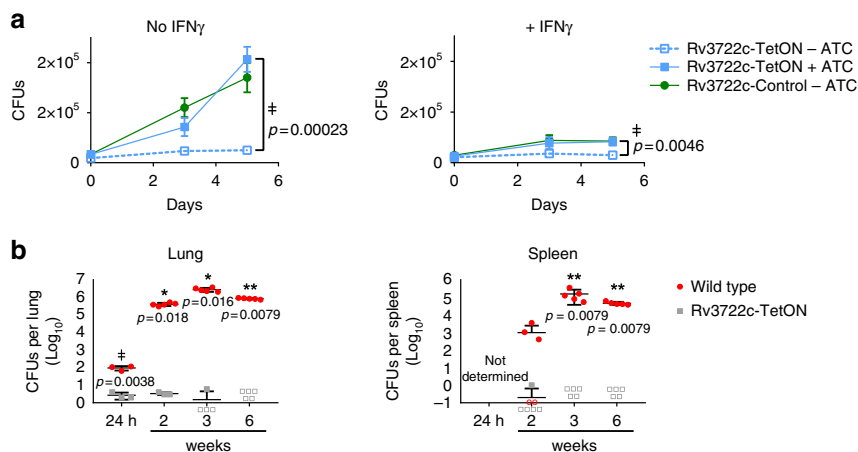 a
No IFNγ
+ IFNγ
CFUs
2×10⁵
2×10⁵
0
0 2 4 6
Days
‡
p=0.00023
CFUs
2×10⁵
2×10⁵
0
0 2 4 6
Days
‡
p=0.0046
Rv3722c-TetON – ATC
Rv3722c-TetON + ATC
Rv3722c-Control – ATC
b
Lung
CFUs per lung
(Log₁₀)
7
6
5
4
3
2
1
0
‡
p=0.0038
*
p=0.018
*
p=0.016
**
p=0.0079
24 h 2 3 6
weeks
Spleen
CFUs per spleen
(Log₁₀)
6
5
4
3
2
1
0
–1
Not
determined
**
p=0.0079
**
p=0.0079
24 h 2 3 6
weeks
Wild type
Rv3722c-TetON